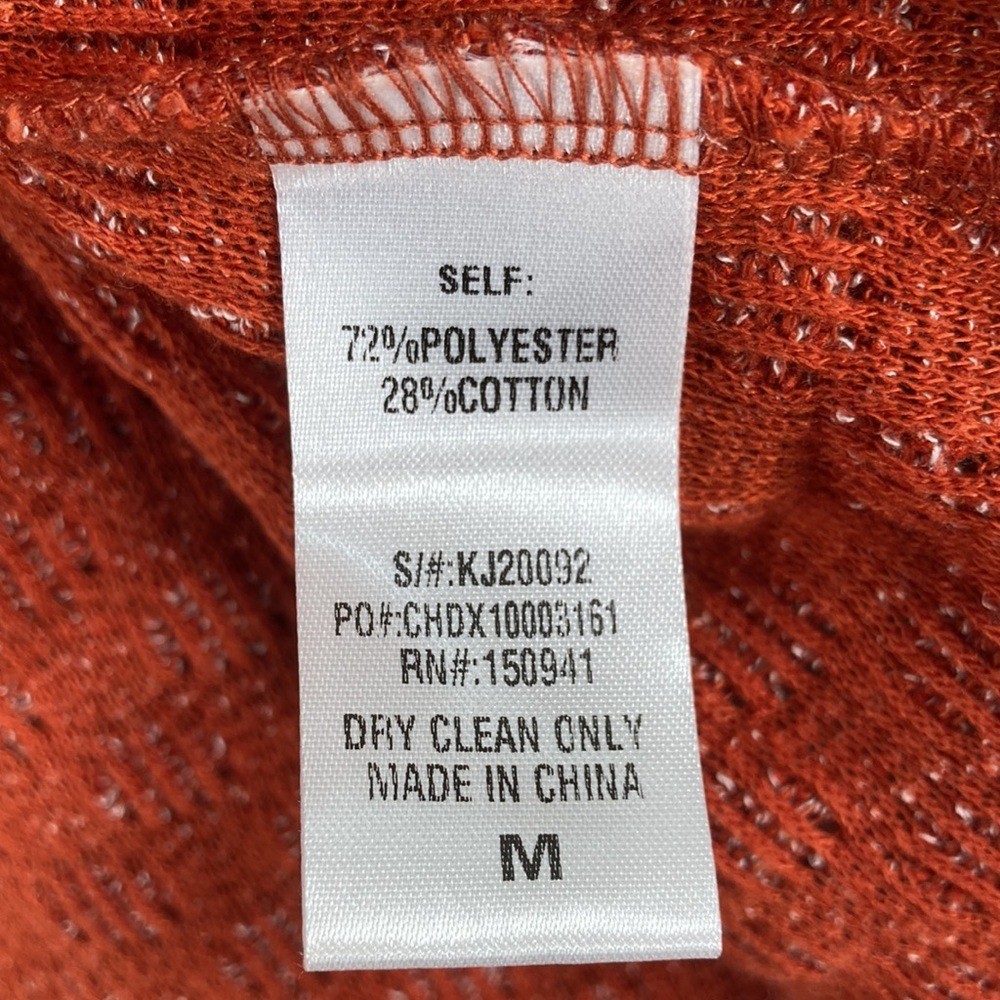 SELF:
72%POLYESTER
28%COTTON
S/#:KJ20092
PO#:CHDX10003161
RN#:150941
DRY CLEAN ONLY
MADE IN CHINA
M